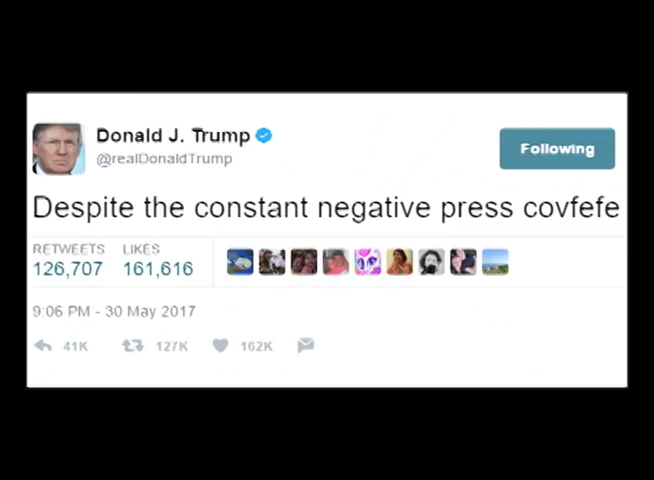 Donald J. Trump
@realDonaldTrump
Following
Despite the constant negative press covfefe
RETWEETS LIKES
126,707 161,616
9:06 PM - 30 May 2017
41K 127K 162K